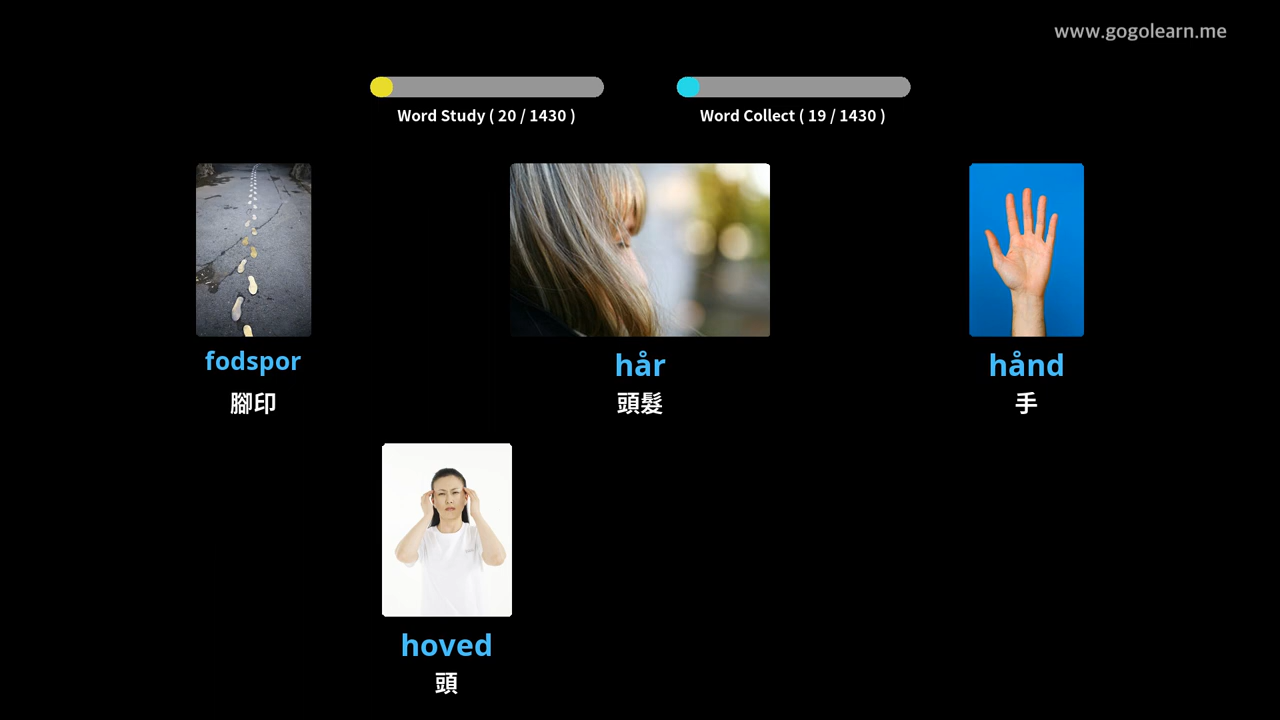 www.gogolearn.me
Word Study ( 20 / 1430 )
Word Collect ( 19 / 1430 )
fodspor
腳印
hår
頭髮
hånd
手
hoved
頭